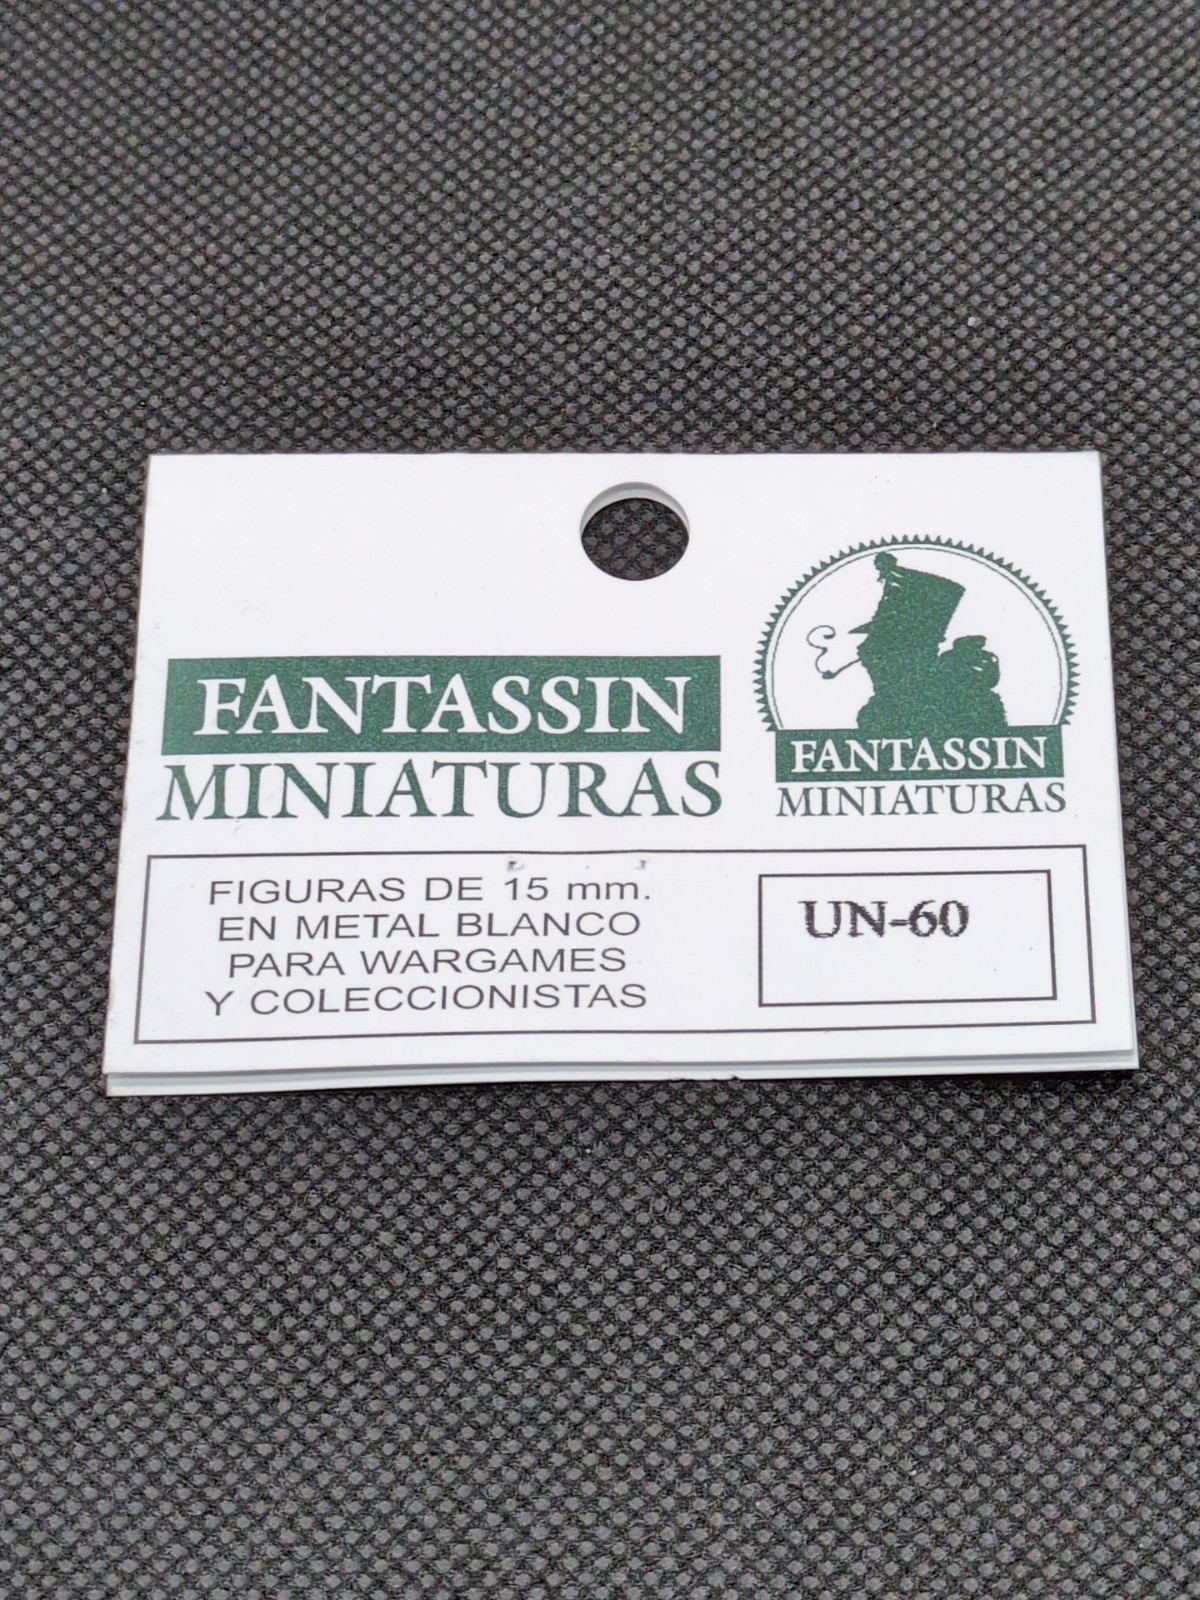 FANTASSIN
MINIATURAS
FANTASSIN
MINIATURAS
FIGURAS DE 15 mm.
EN METAL BLANCO
PARA WARGAMES
Y COLECCIONISTAS
UN-60